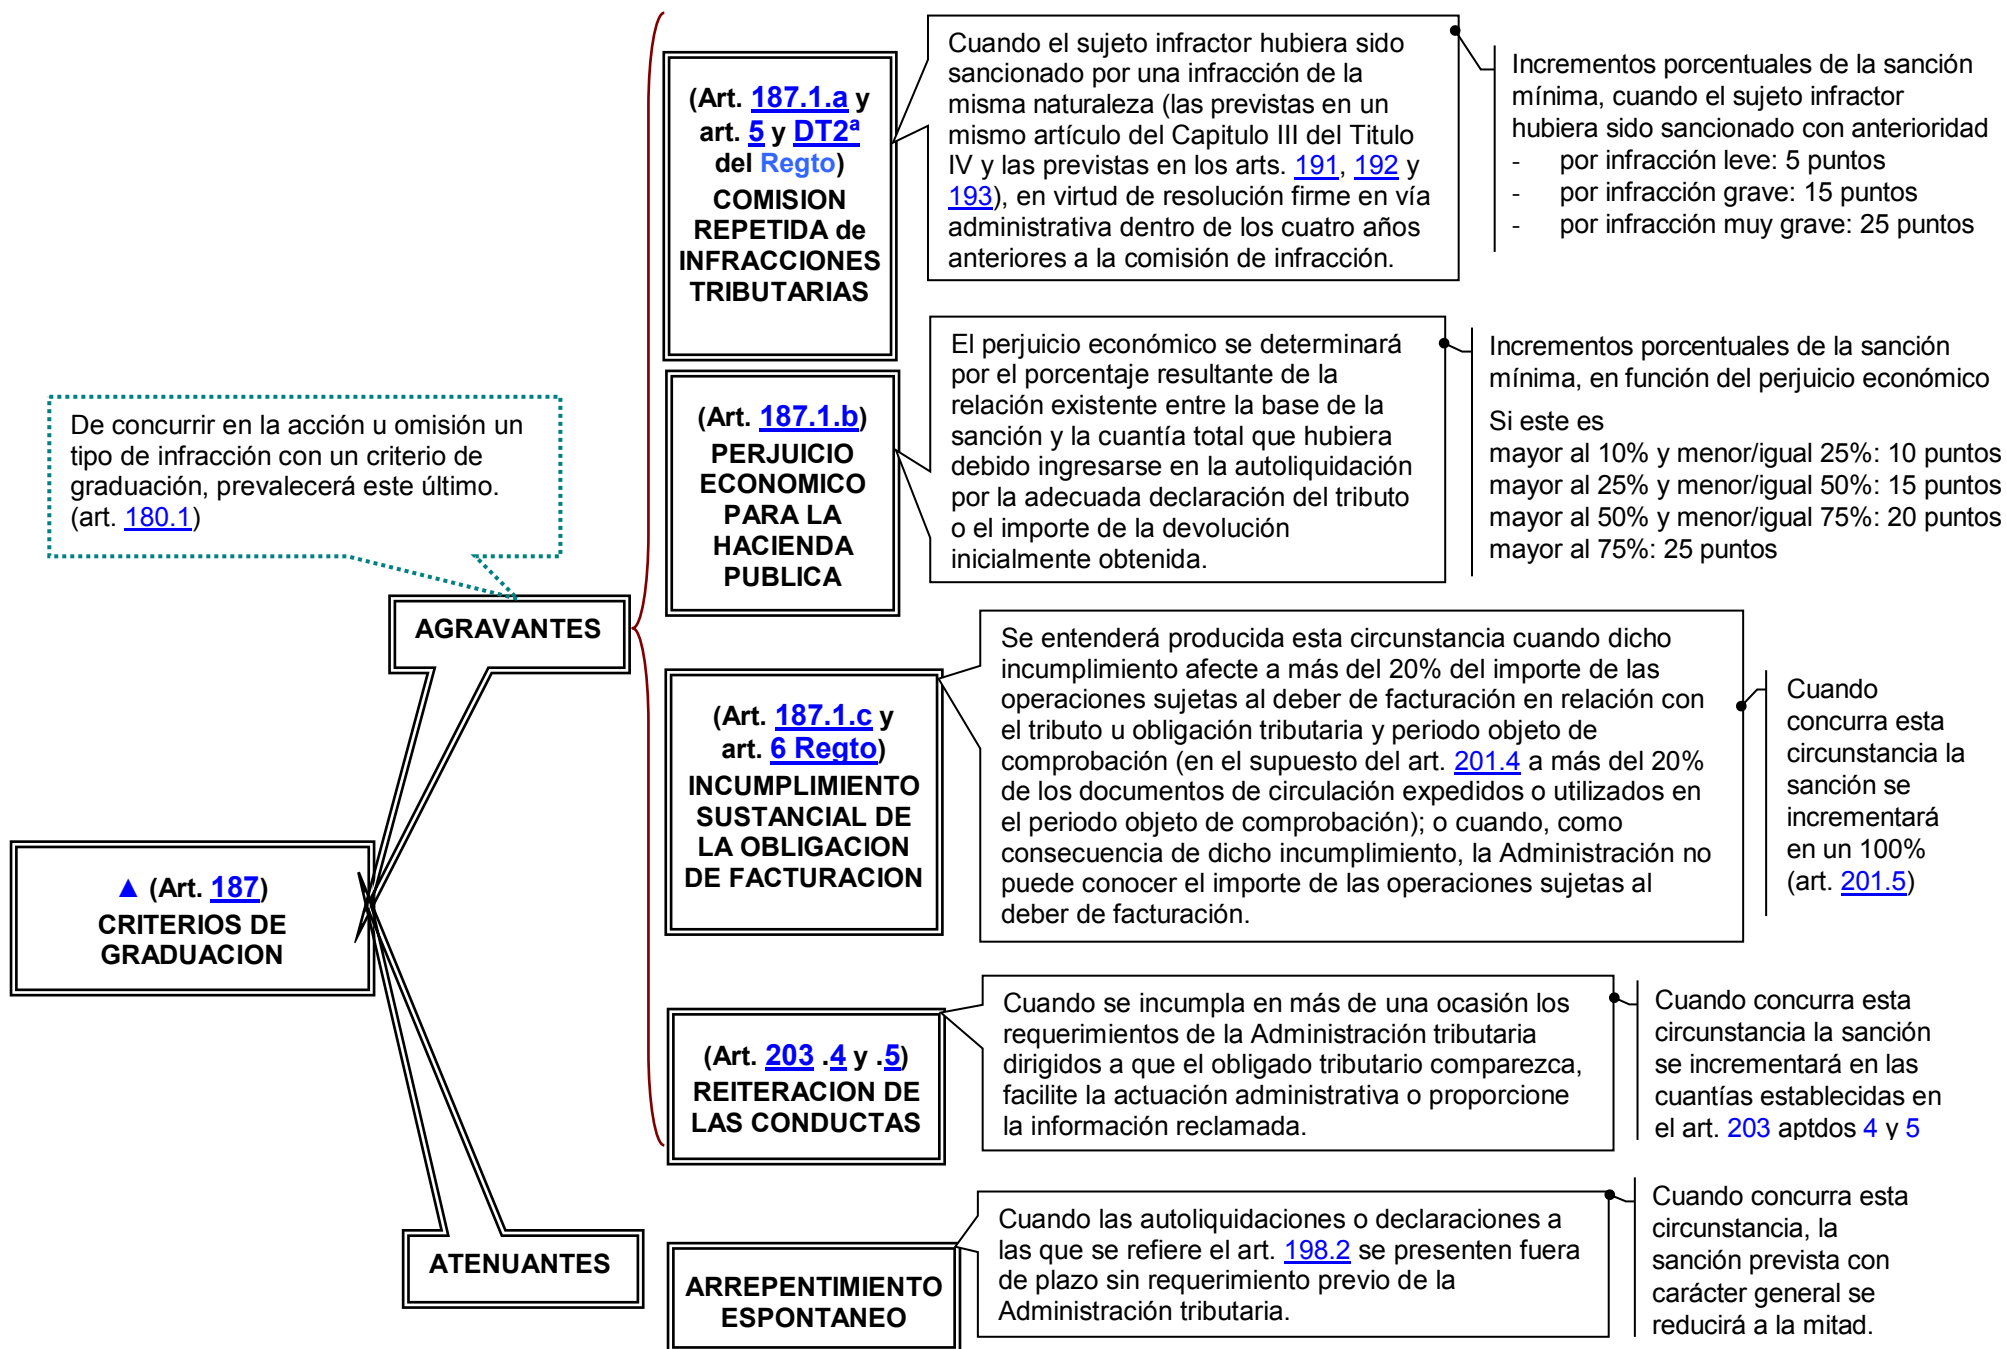 (Art. 187.1.a y
art. 5 y DT2ª
del Regto)
COMISION
REPETIDA de
INFRACCIONES
TRIBUTARIAS
Cuando el sujeto infractor hubiera sido
sancionado por una infracción de la
misma naturaleza (las previstas en un
mismo artículo del Capitulo III del Titulo
IV y las previstas en los arts. 191, 192 y
193), en virtud de resolución firme en vía
administrativa dentro de los cuatro años
anteriores a la comisión de infracción.
Incrementos porcentuales de la sanción
mínima, cuando el sujeto infractor
hubiera sido sancionado con anterioridad
- por infracción leve: 5 puntos
- por infracción grave: 15 puntos
- por infracción muy grave: 25 puntos
(Art. 187.1.b)
PERJUICIO
ECONOMICO
PARA LA
HACIENDA
PUBLICA
El perjuicio económico se determinará
por el porcentaje resultante de la
relación existente entre la base de la
sanción y la cuantía total que hubiera
debido ingresarse en la autoliquidación
por la adecuada declaración del tributo
o el importe de la devolución
inicialmente obtenida.
Incrementos porcentuales de la sanción
mínima, en función del perjuicio económico
Si este es
mayor al 10% y menor/igual 25%: 10 puntos
mayor al 25% y menor/igual 50%: 15 puntos
mayor al 50% y menor/igual 75%: 20 puntos
mayor al 75%: 25 puntos
De concurrir en la acción u omisión un
tipo de infracción con un criterio de
graduación, prevalecerá este último.
(art. 180.1)
AGRAVANTES
(Art. 187.1.c y
art. 6 Regto)
INCUMPLIMIENTO
SUSTANCIAL DE
LA OBLIGACION
DE FACTURACION
Se entenderá producida esta circunstancia cuando dicho
incumplimiento afecte a más del 20% del importe de las
operaciones sujetas al deber de facturación en relación con
el tributo u obligación tributaria y periodo objeto de
comprobación (en el supuesto del art. 201.4 a más del 20%
de los documentos de circulación expedidos o utilizados en
el periodo objeto de comprobación); o cuando, como
consecuencia de dicho incumplimiento, la Administración no
puede conocer el importe de las operaciones sujetas al
deber de facturación.
Cuando
concurra esta
circunstancia la
sanción se
incrementará
en un 100%
(art. 201.5)
▲ (Art. 187)
CRITERIOS DE
GRADUACION
(Art. 203 .4 y .5)
REITERACION DE
LAS CONDUCTAS
Cuando se incumpla en más de una ocasión los
requerimientos de la Administración tributaria
dirigidos a que el obligado tributario comparezca,
facilite la actuación administrativa o proporcione
la información reclamada.
Cuando concurra esta
circunstancia la sanción
se incrementará en las
cuantías establecidas en
el art. 203 aptdos 4 y 5
ATENUANTES
ARREPENTIMIENTO
ESPONTANEO
Cuando las autoliquidaciones o declaraciones a
las que se refiere el art. 198.2 se presenten fuera
de plazo sin requerimiento previo de la
Administración tributaria.
Cuando concurra esta
circunstancia, la
sanción prevista con
carácter general se
reducirá a la mitad.